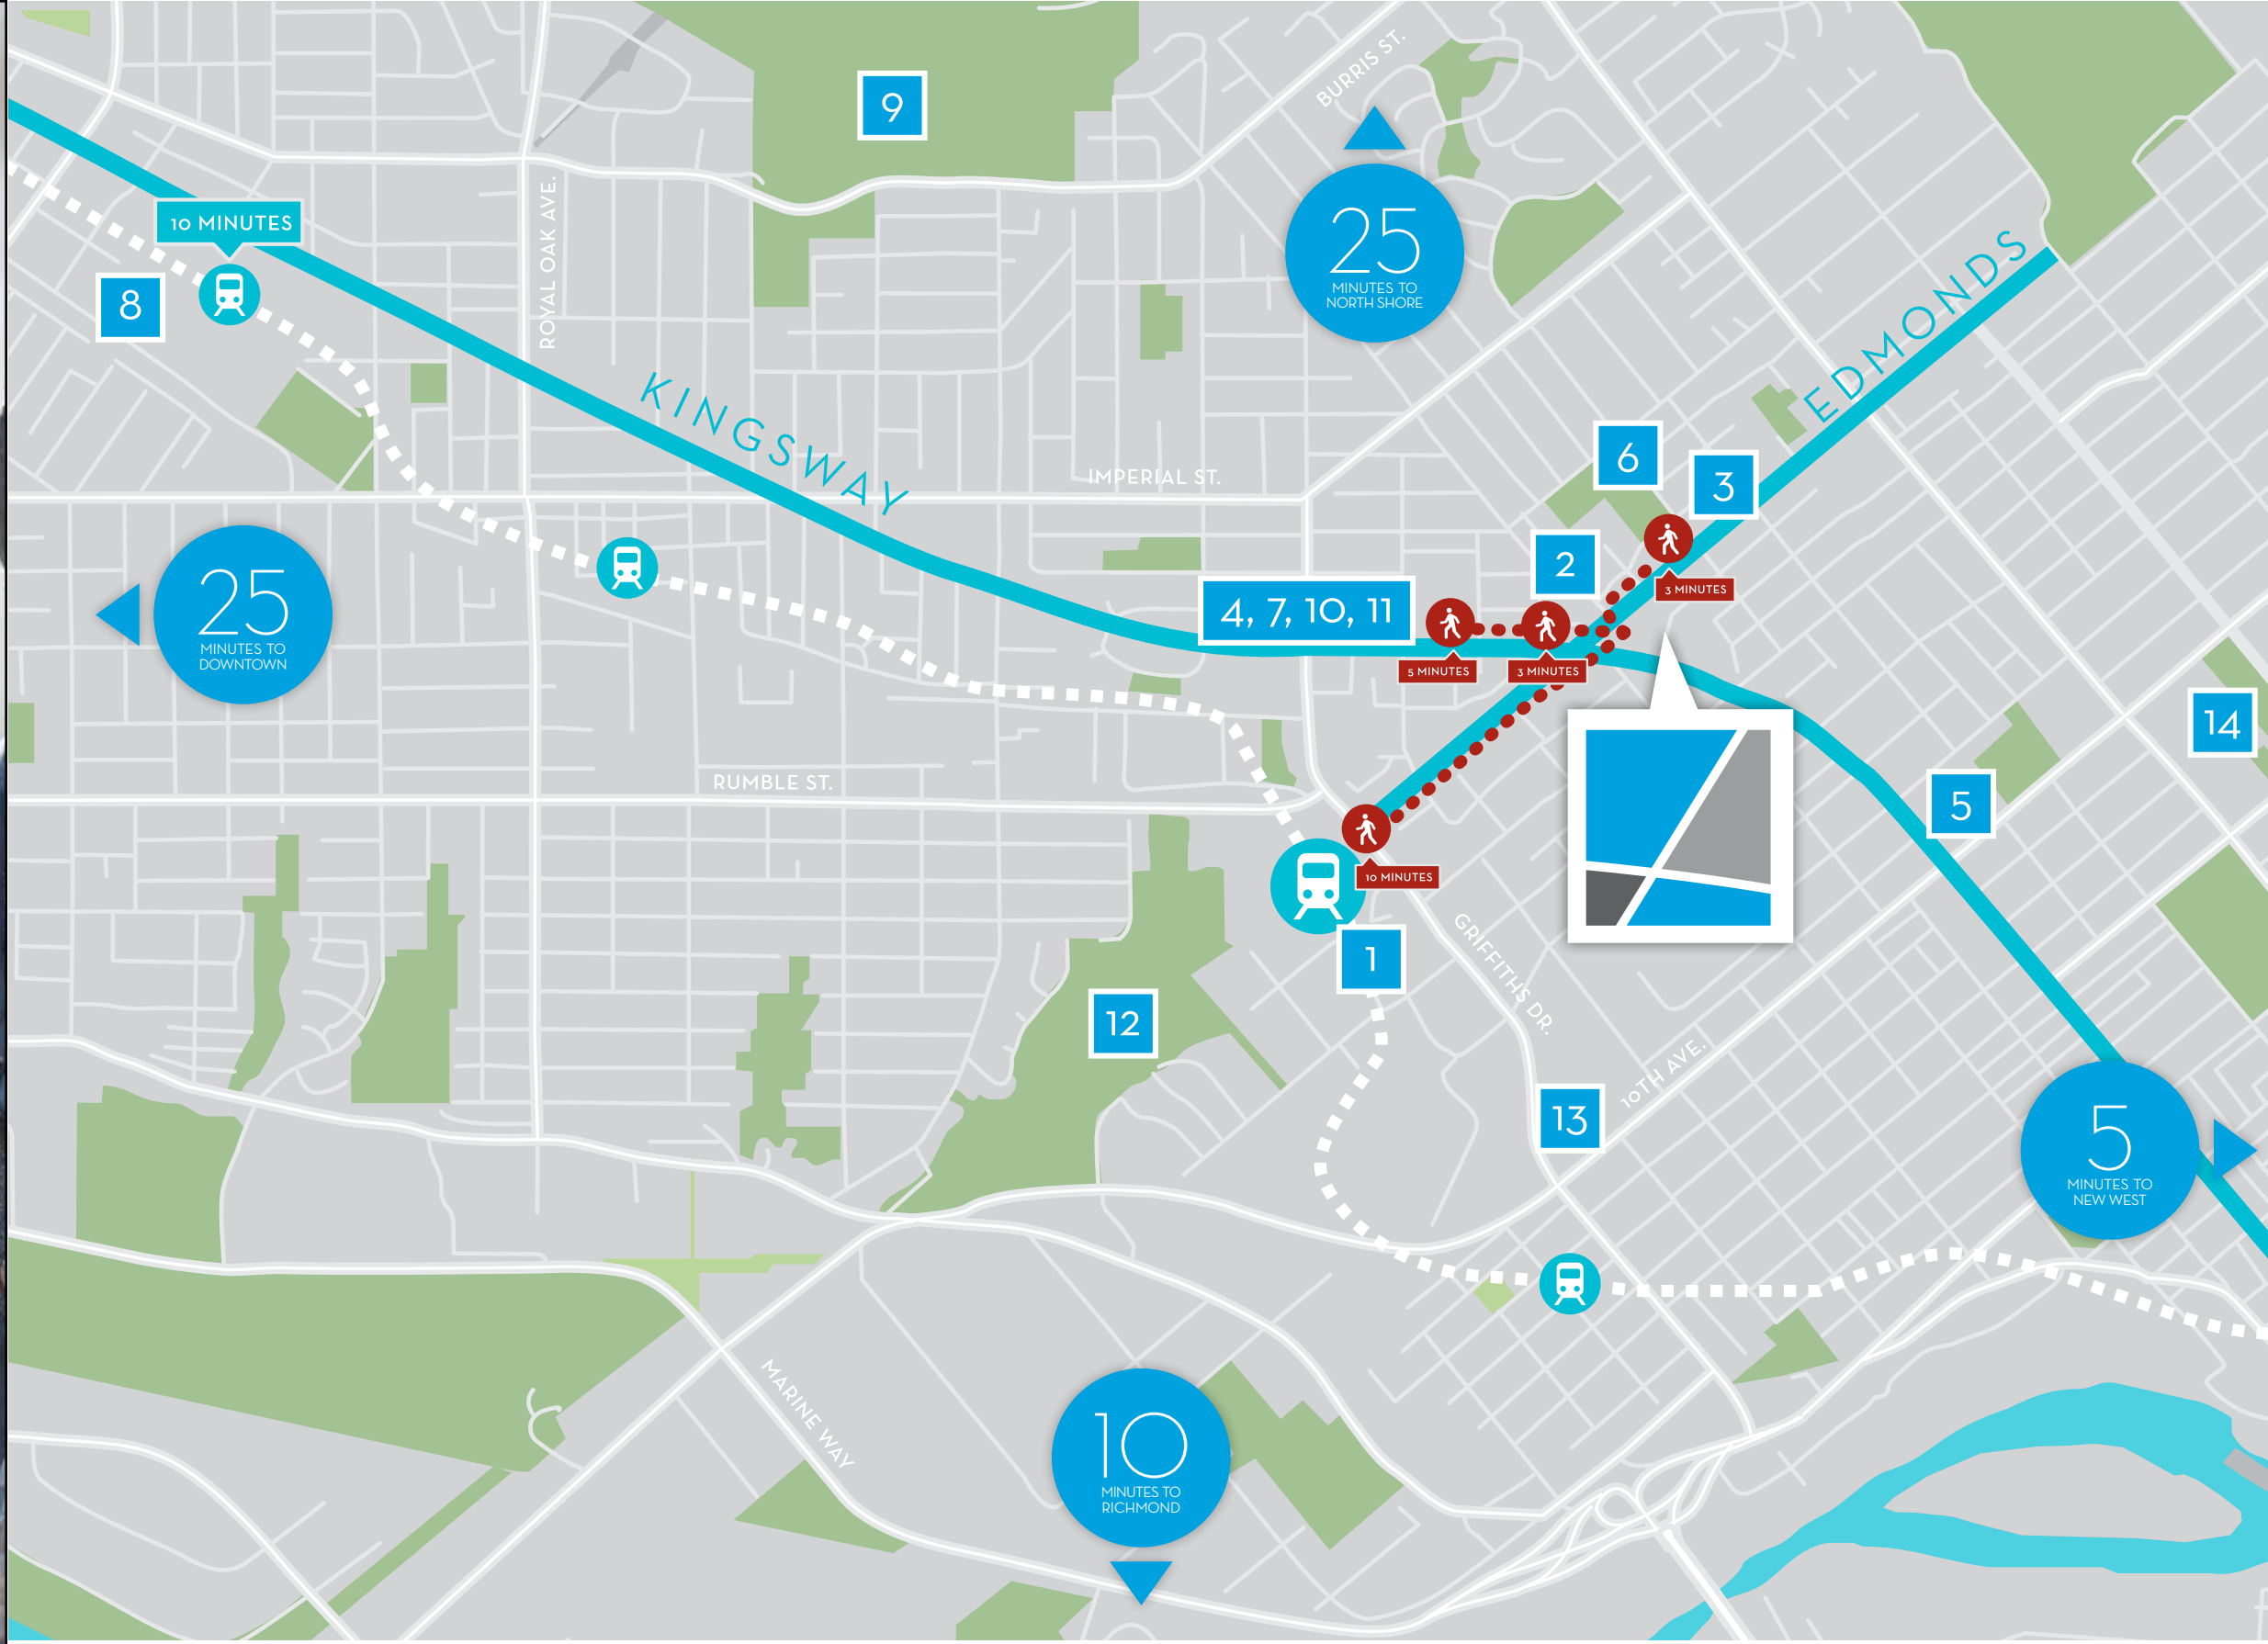 9
BURRIS ST.
10 MINUTES
ROYAL OAK AVE.
8
25
MINUTES TO
NORTH SHORE
EDMONDS
KINGSWAY
IMPERIAL ST.
6
3
2
3 MINUTES
4, 7, 10, 11
5 MINUTES
3 MINUTES
25
MINUTES TO
DOWNTOWN
14
RUMBLE ST.
5
10 MINUTES
1
GRIFFITHS DR.
12
10TH AVE.
13
5
MINUTES TO
NEW WEST
MARINE WAY
10
MINUTES TO
RICHMOND